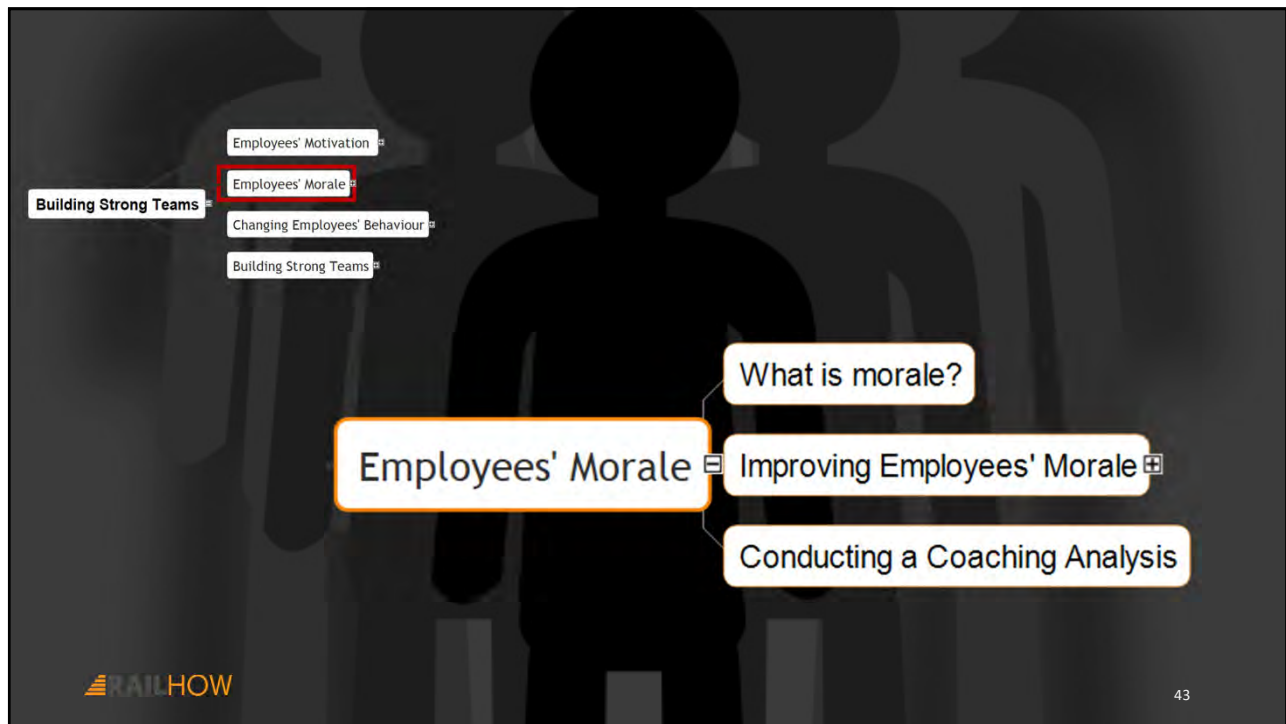 Building Strong Teams
Employees' Motivation
Employees' Morale
Changing Employees' Behaviour
Building Strong Teams
Employees' Morale
What is morale?
Improving Employees' Morale
Conducting a Coaching Analysis
RAILHOW
43